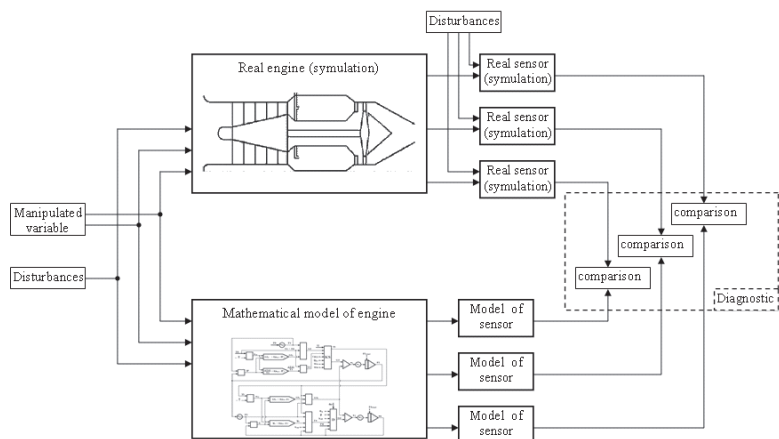 Disturbances
Real engine (symulation)
Real sensor
(symulation)
Real sensor
(symulation)
Real sensor
(symulation)
Manipulated
variable
comparison
comparison
comparison
Disturbances
Diagnostic
Mathematical model of engine
Model of
sensor
Model of
sensor
Model of
sensor